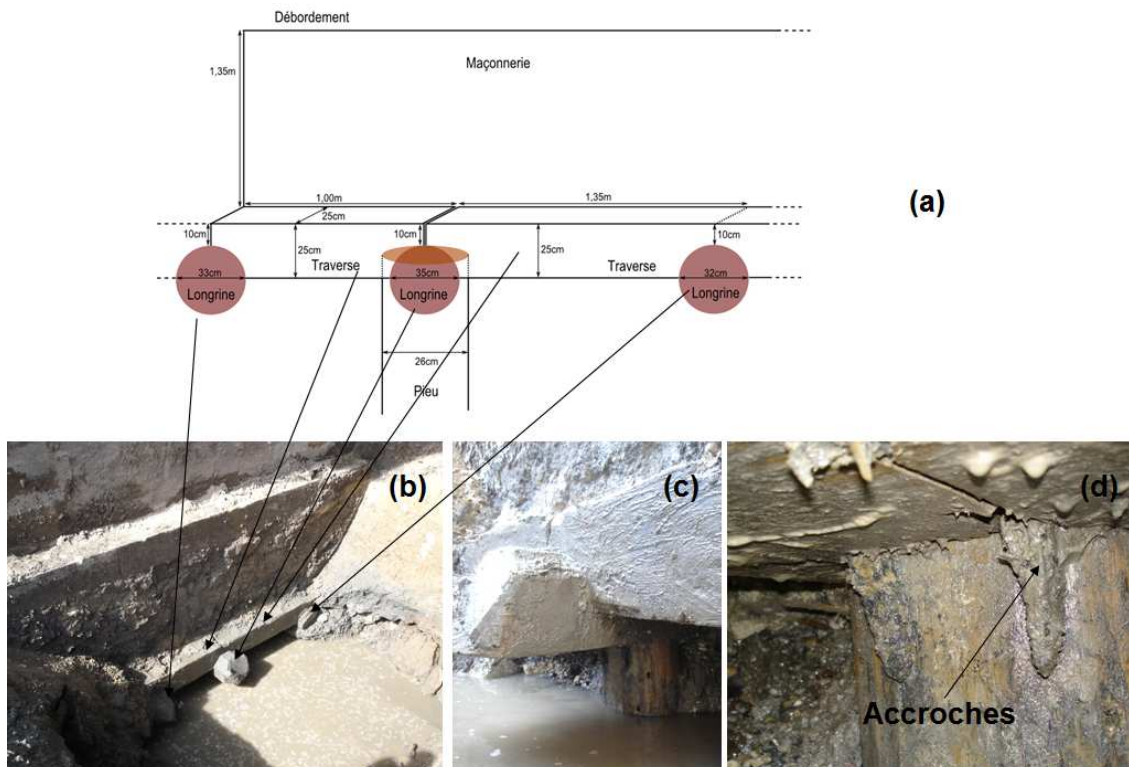 Débordement
Maçonnerie
1,35m
(a)
1,00m
1,35m
25cm
10cm
10cm
10cm
25cm
25cm
Traverse
Traverse
33cm
35cm
32cm
Longrine
Longrine
Longrine
26cm
Pieu
(b)
(c)
(d)
Accroches